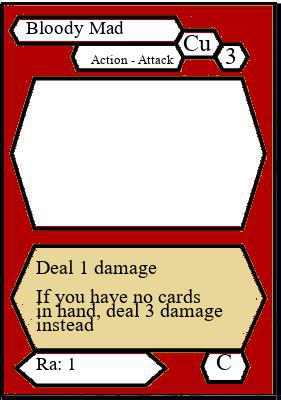 Bloody Mad
Cu
Action - Attack
3
Deal 1 damage
If you have no cards
in hand, deal 3 damage
instead
Ra: 1
C